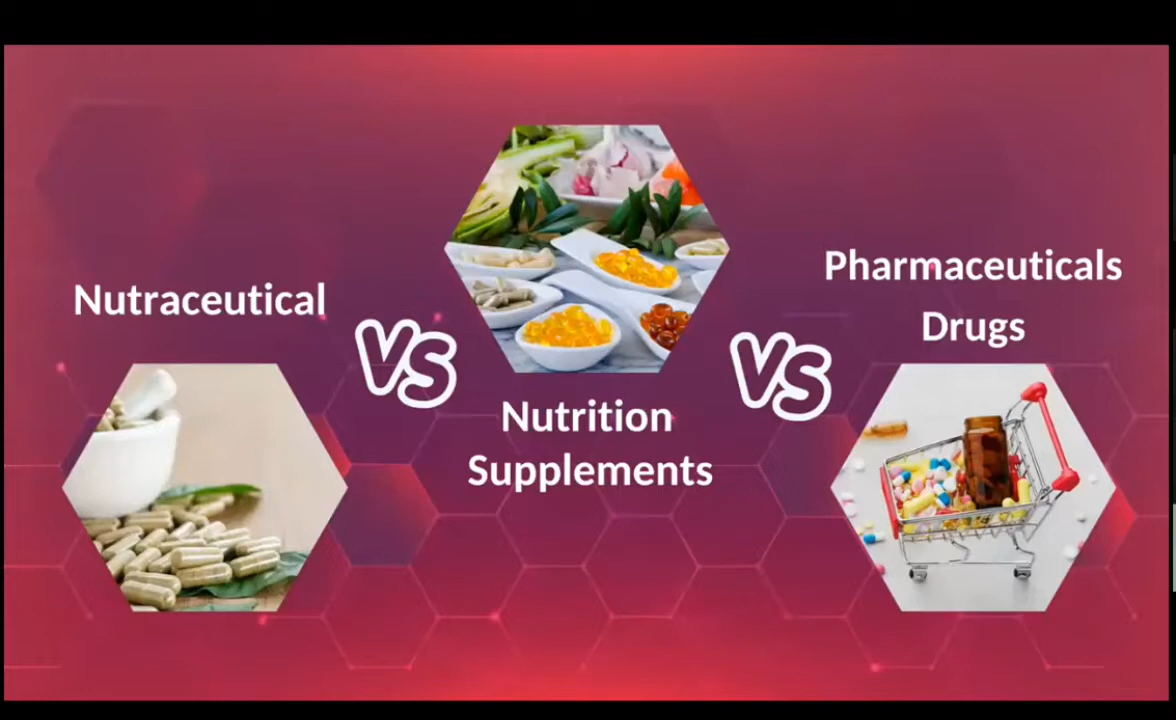 Nutraceutical
VS
Nutrition
Supplements
VS
Pharmaceuticals
Drugs